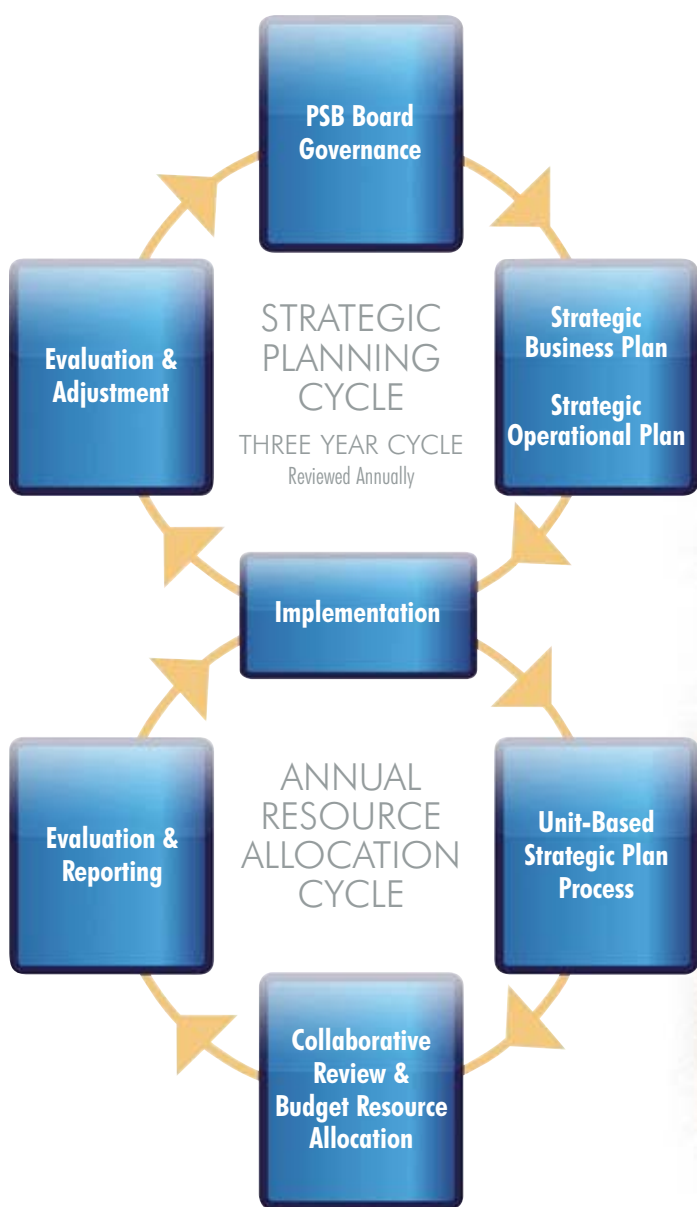 PSB Board
Governance
Strategic
Business Plan
Strategic
Operational Plan
Evaluation &
Adjustment
STRATEGIC
PLANNING
CYCLE
THREE YEAR CYCLE
Reviewed Annually
Implementation
Evaluation &
Reporting
ANNUAL
RESOURCE
ALLOCATION
CYCLE
Unit-Based
Strategic Plan
Process
Collaborative
Review &
Budget Resource
Allocation